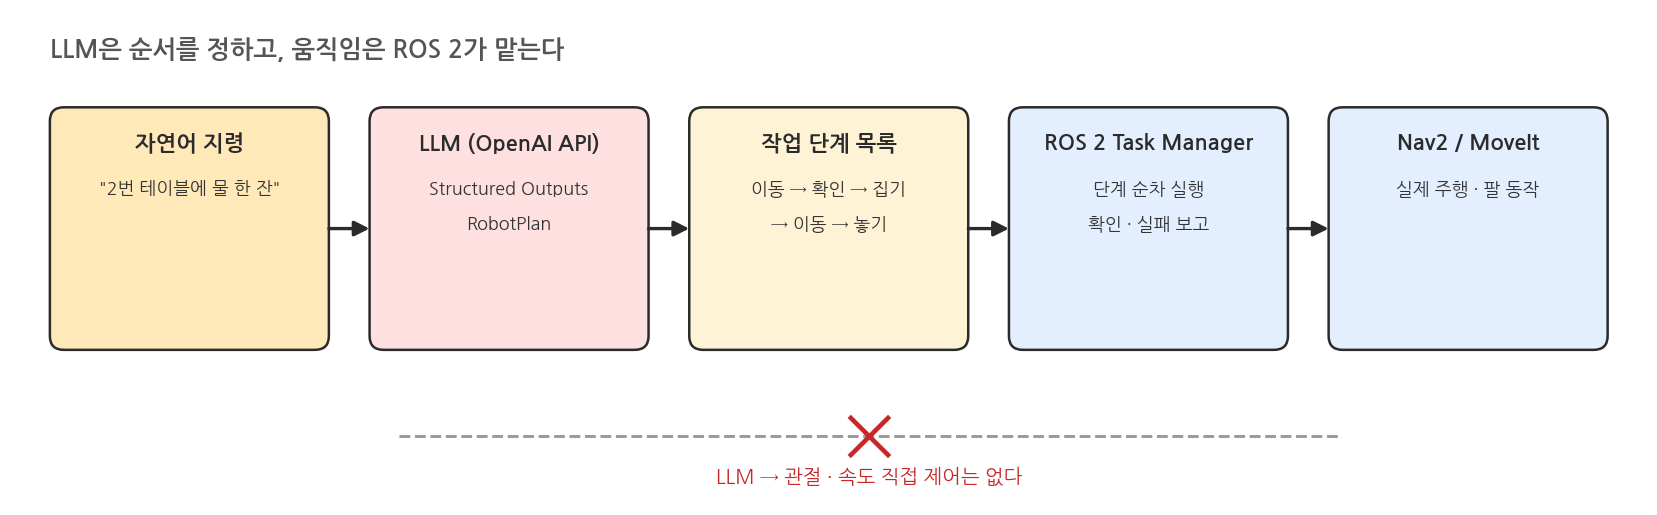 LLM은 순서를 정하고, 움직임은 ROS 2가 맡는다
자연어 지령
"2번 테이블에 물 한 잔"
LLM (OpenAI API)
Structured Outputs
RobotPlan
작업 단계 목록
이동 → 확인 → 집기
→ 이동 → 놓기
ROS 2 Task Manager
단계 순차 실행
확인 · 실패 보고
Nav2 / MoveIt
실제 주행 · 팔 동작
LLM → 관절 · 속도 직접 제어는 없다